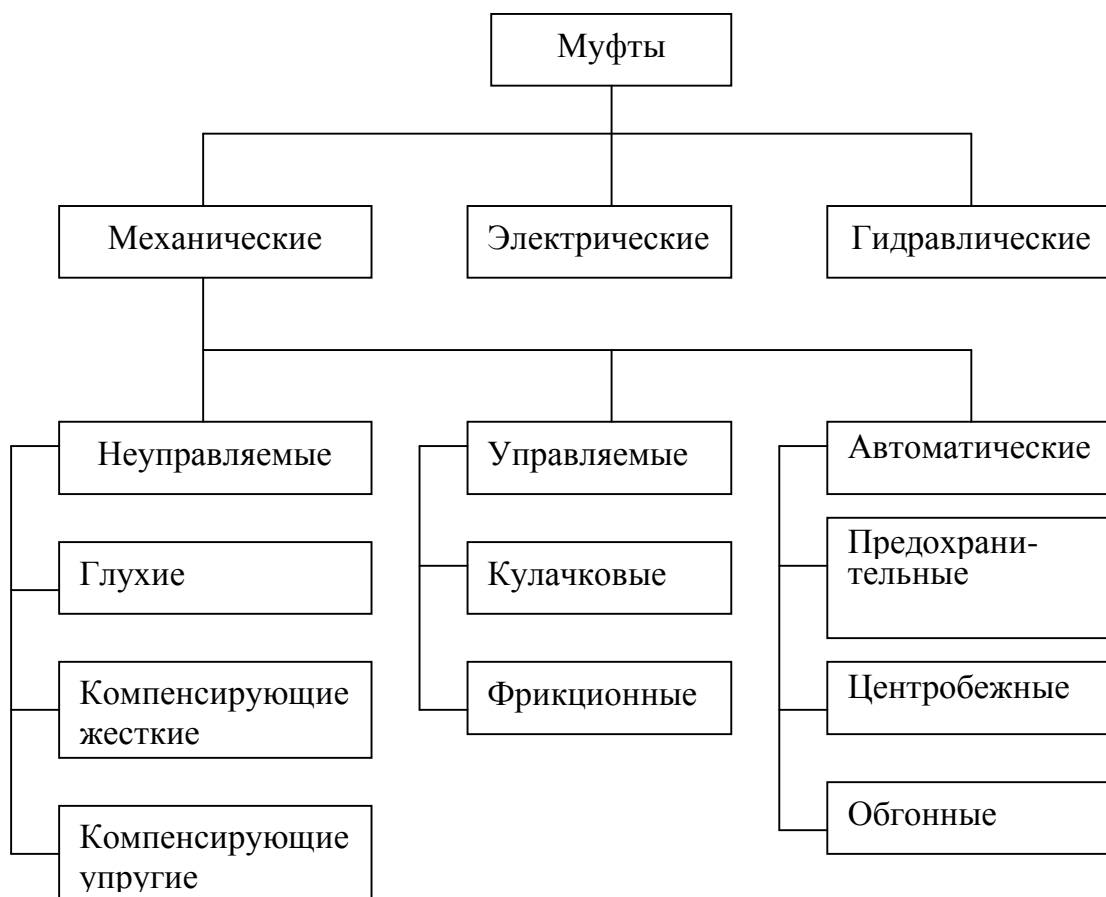 Муфты
Механические
Электрические
Гидравлические
Неуправляемые
Управляемые
Автоматические
Глухие
Кулачковые
Предохрани-
тельные
Компенсирующие
жесткие
Фрикционные
Центробежные
Компенсирующие
упругие
Обгонные